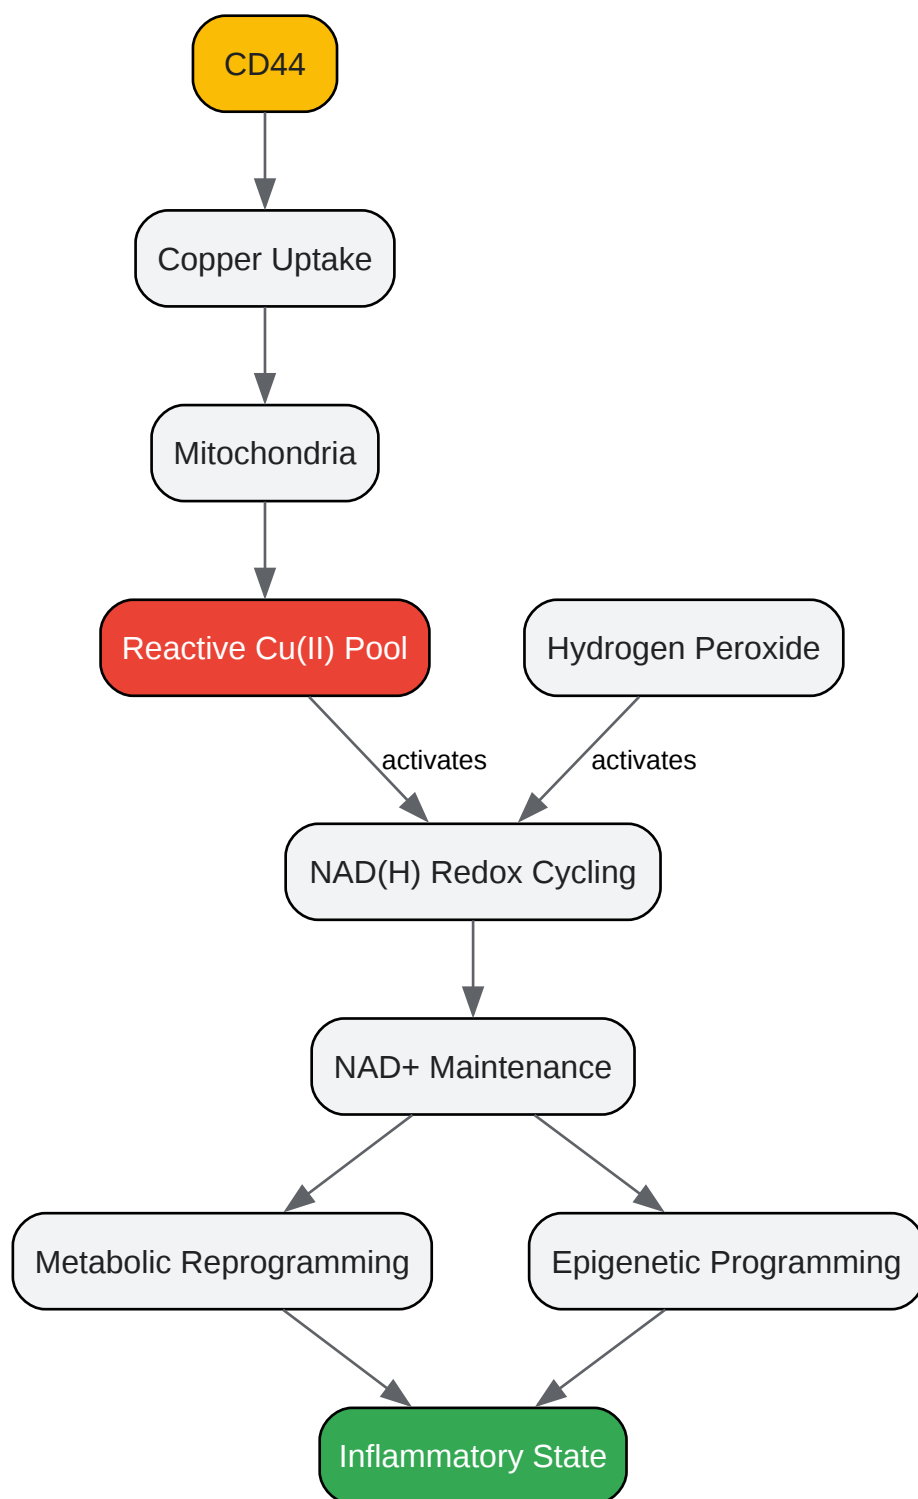 CD44
Copper Uptake
Mitochondria
Reactive Cu(II) Pool
Hydrogen Peroxide
activates
activates
NAD(H) Redox Cycling
NAD+ Maintenance
Metabolic Reprogramming
Epigenetic Programming
Inflammatory State